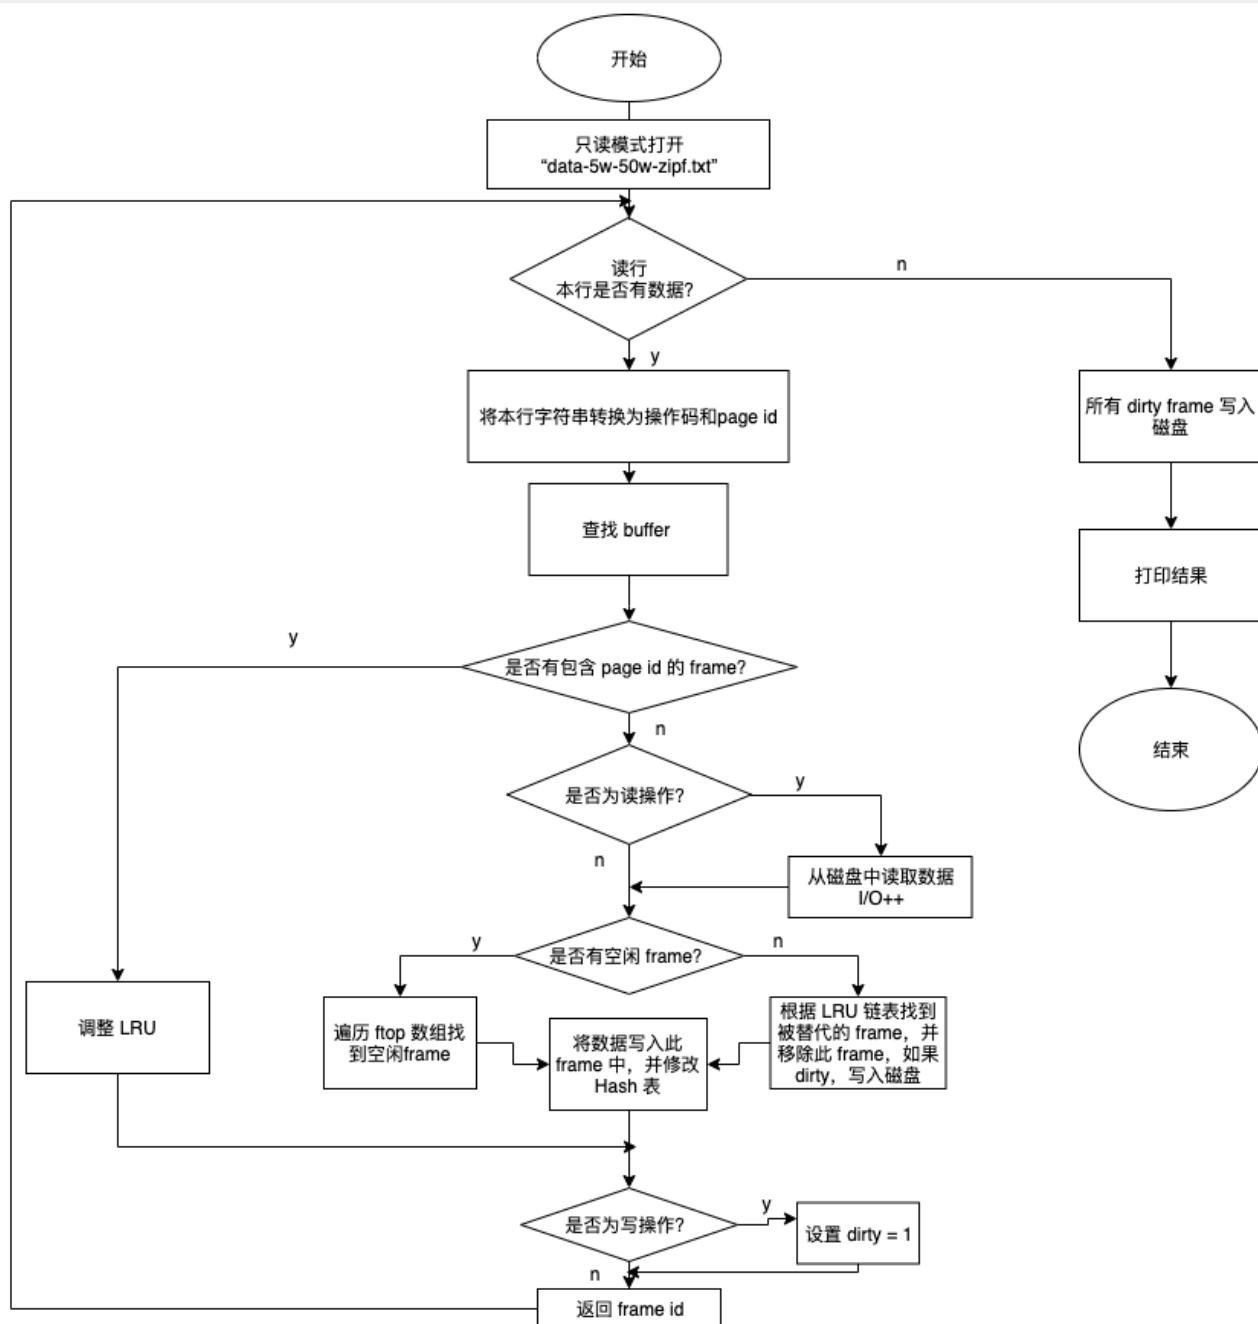 开始
只读模式打开
“data-5w-50w-zipf.txt”
读行
本行是否有数据?
n
y
将本行字符串转换为操作码和page id
所有 dirty frame 写入
磁盘
查找 buffer
打印结果
y
是否有包含 page id 的 frame?
n
结束
是否为读操作?
y
n
从磁盘中读取数据
I/O++
y
是否有空闲 frame?
n
调整 LRU
遍历 ftop 数组找
到空闲frame
将数据写入此
frame 中，并修改
Hash 表
根据 LRU 链表找到
被替代的 frame，并
移除此 frame，如果
dirty，写入磁盘
是否为写操作?
y
设置 dirty = 1
n
返回 frame id